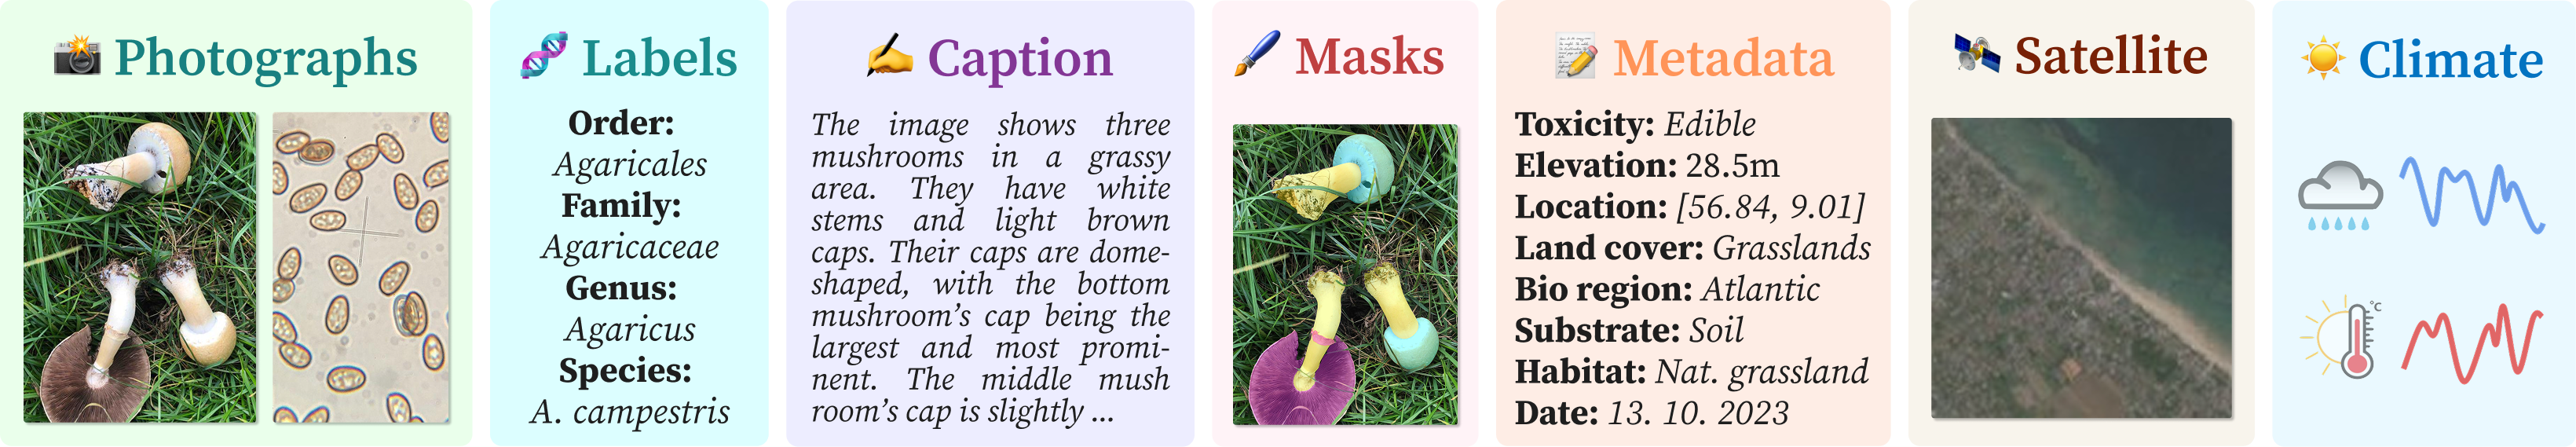 Photographs
Labels
Order:
Agaricales
Family:
Agaricaceae
Genus:
Agaricus
Species:
A. campestris
Caption
The image shows three
mushrooms in a grassy
area. They have white
stems and light brown
caps. Their caps are dome-
shaped, with the bottom
mushroom's cap being the
largest and most promi-
nent. The middle mush
room's cap is slightly ...
Masks
Metadata
Toxicity: Edible
Elevation: 28.5m
Location: [56.84, 9.01]
Land cover: Grasslands
Bio region: Atlantic
Substrate: Soil
Habitat: Nat. grassland
Date: 13. 10. 2023
Satellite
Climate
°C